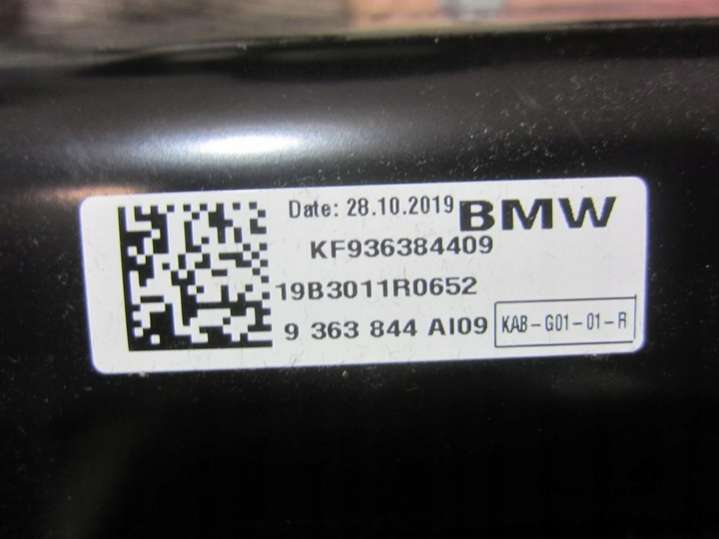 Date: 28.10.2019 BMW
KF936384409
19B3011R0652
9 363 844 AI09 KAB-G01-01-R